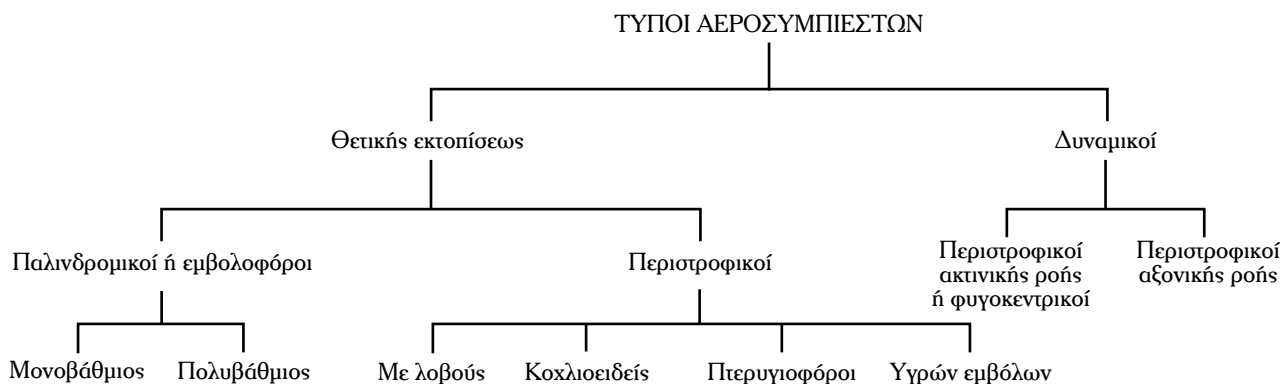 ΤΥΠΟΙ ΑΕΡΟΣΥΜΠΙΕΣΤΩΝ
Θετικής εκτοπίσεως
Δυναμικοί
Παλινδρομικοί ή εμβολοφόροι
Περιστροφικοί
Περιστροφικοί
ακτινικής ροής
ή φυγοκεντρικοί
Περιστροφικοί
αξονικής ροής
Μονοβάθμιος
Πολυβάθμιος
Με λοβούς
Κοχλιοειδείς
Πτερυγιοφόροι
Υγρών εμβόλων